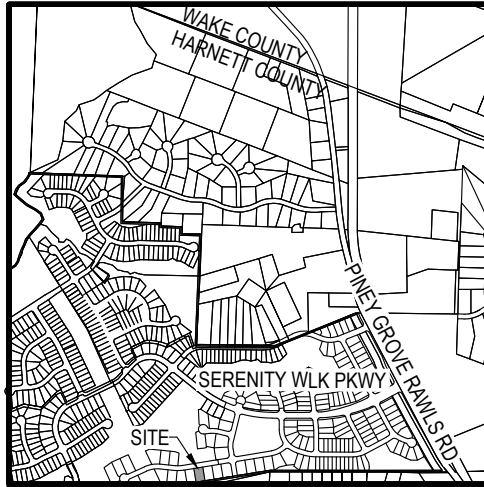 WAKE COUNTY
HARNETT COUNTY
PINEY GROVE RAWLS RD
SERENITY WLK PKWY
SITE